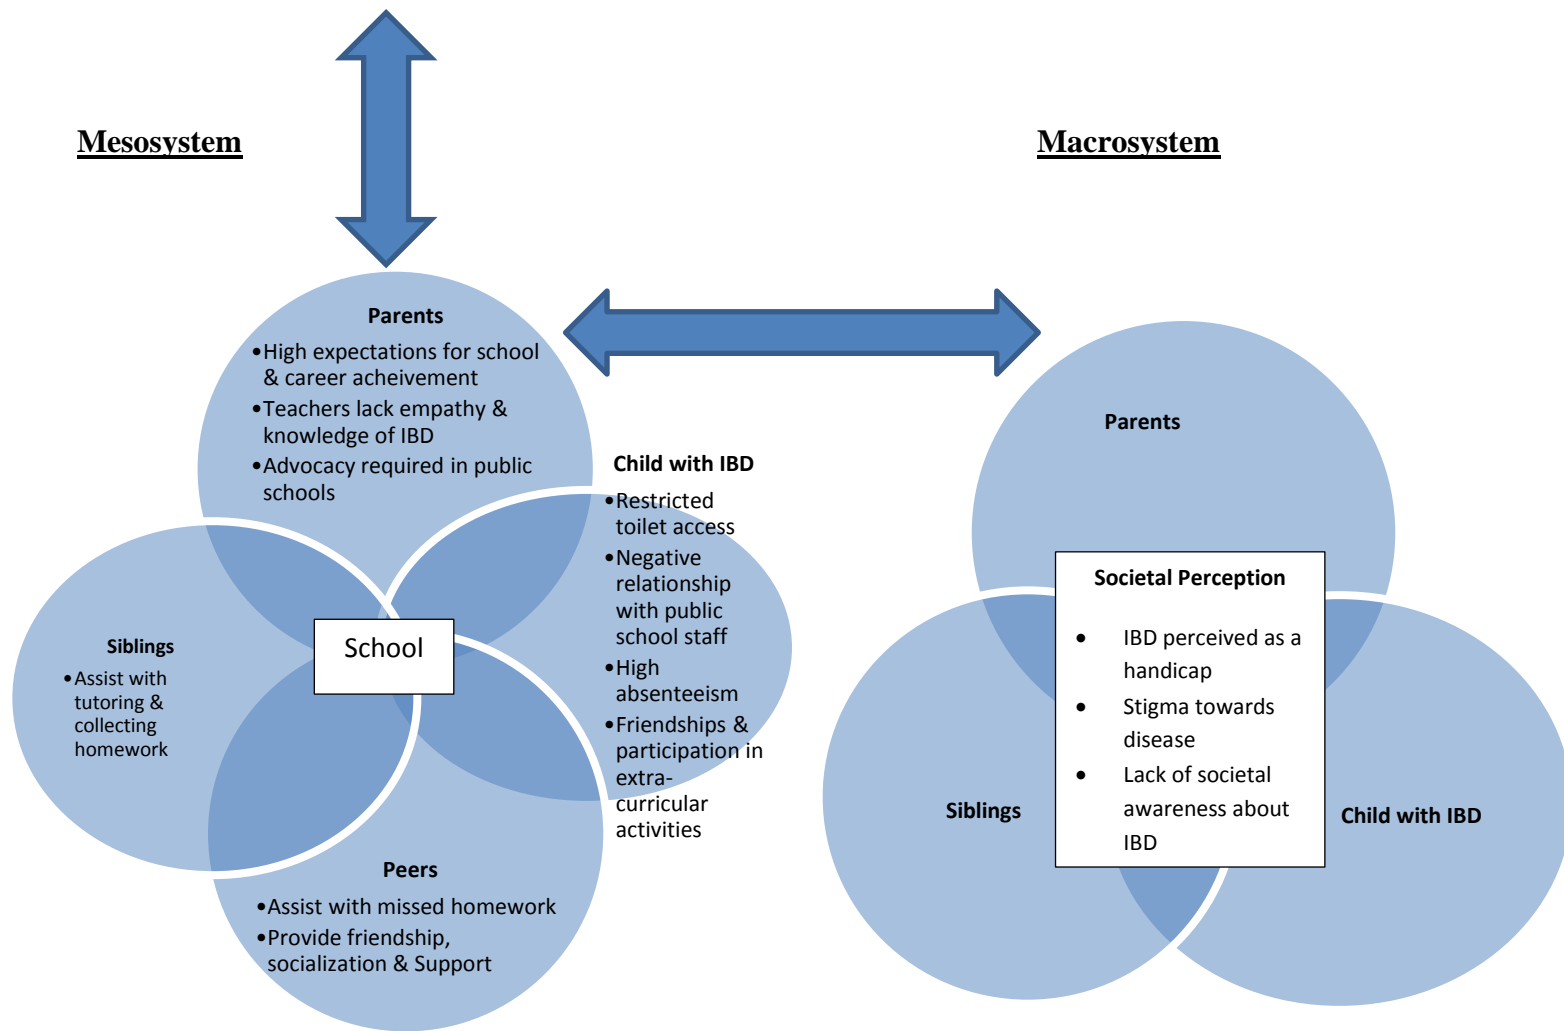 Mesosystem
Macrosystem
Parents
•High expectations for school
& career acheivement
•Teachers lack empathy &
knowledge of IBD
•Advocacy required in public
schools
Child with IBD
•Restricted
toilet access
•Negative
relationship
with public
school staff
•High
absenteeism
•Friendships &
participation in
extra-
curricular
activities
Siblings
•Assist with
tutoring &
collecting
homework
School
Peers
•Assist with missed homework
•Provide friendship,
socialization & Support
Parents
Societal Perception
• IBD perceived as a
handicap
• Stigma towards
disease
• Lack of societal
awareness about
IBD
Siblings
Child with IBD